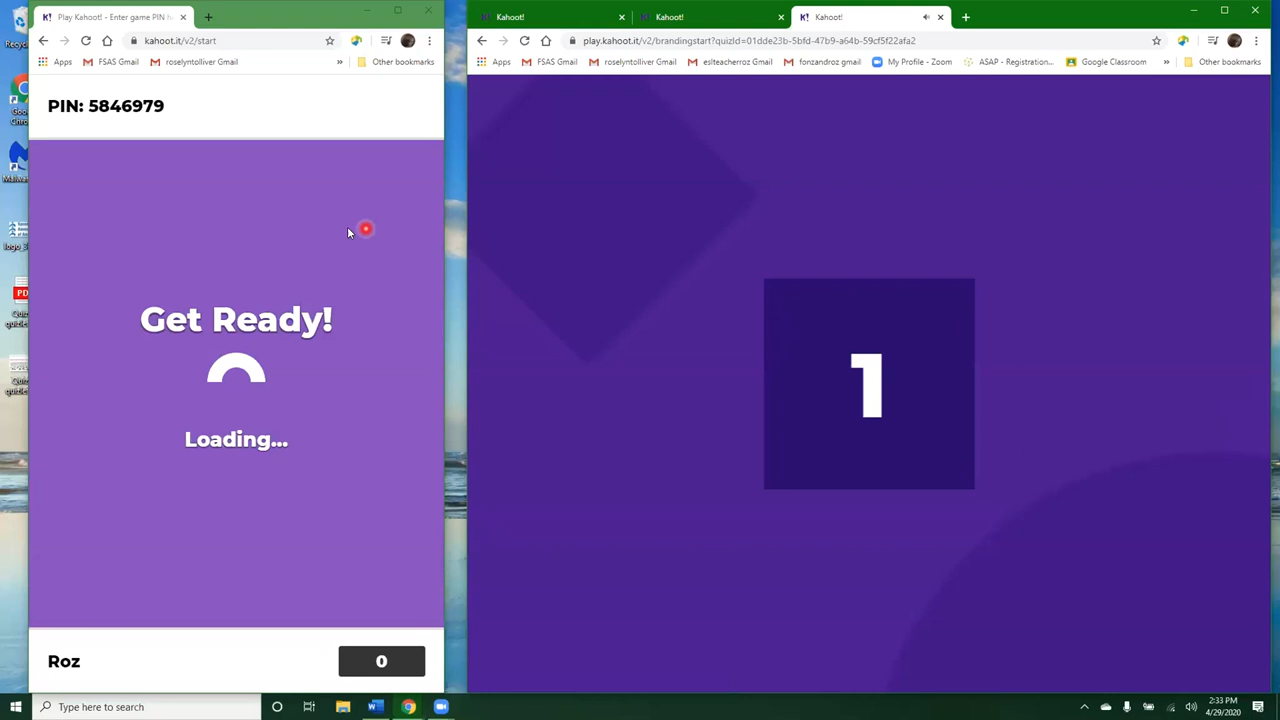 Play Kahoot! - Enter game PIN h
kahoot.it/v2/start
Apps
FSAS Gmail
roselyntolliver Gmail
»
Other bookmarks
PIN: 5846979
Get Ready!
Loading...
Roz
0
Kahoot!
Kahoot!
Kahoot!
play.kahoot.it/v2/brandingstart?quizId=01dde23b-5bfd-47b9-a64b-59cf5f22afa2
Apps
FSAS Gmail
roselyntolliver Gmail
eslteacherroz Gmail
fonzandroz gmail
My Profile - Zoom
ASAP - Registration...
Google Classroom
»
Other bookmarks
1
Type here to search
2:33 PM
4/29/2020